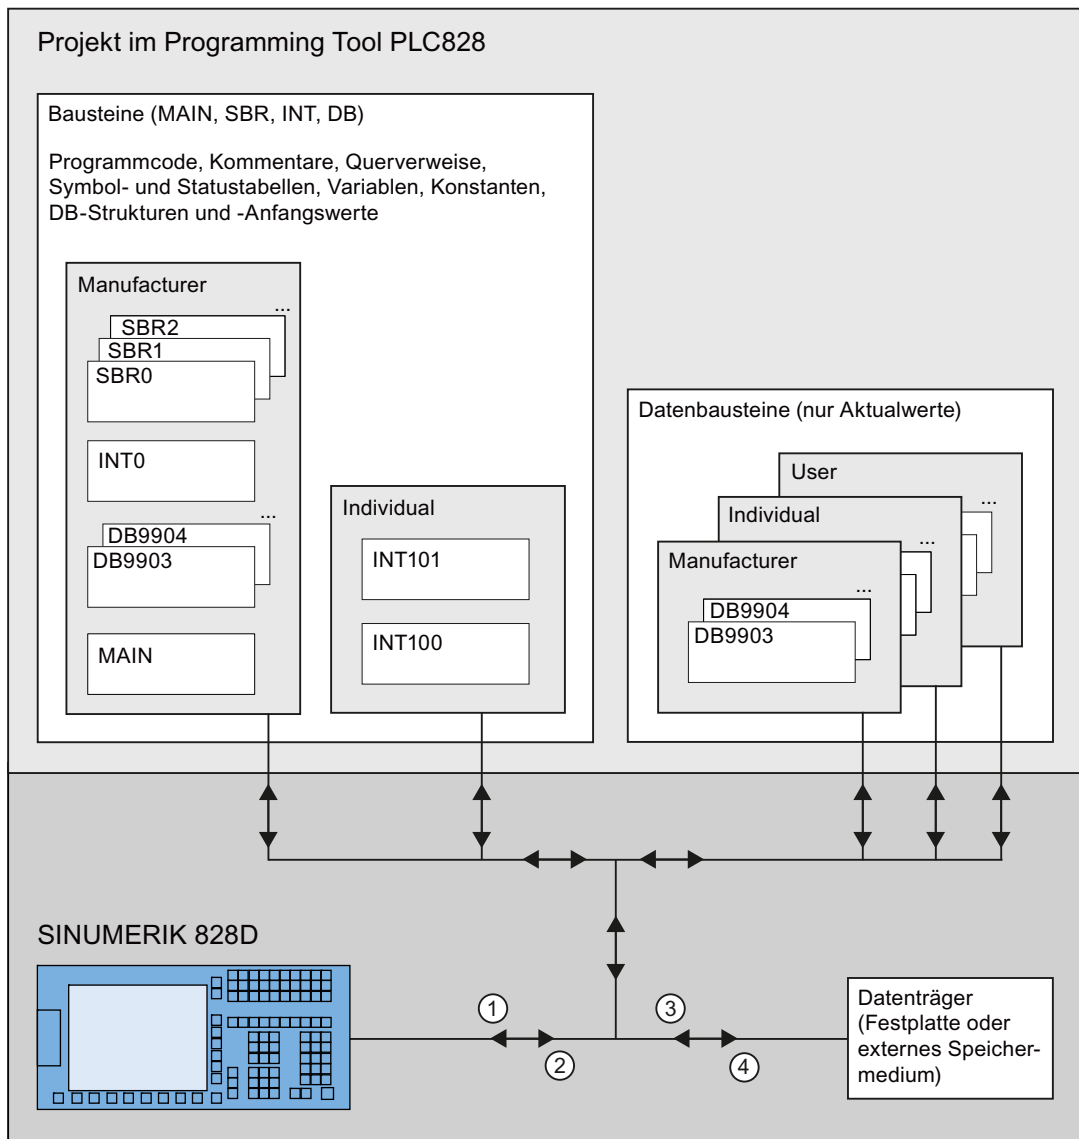 Projekt im Programming Tool PLC828
Bausteine (MAIN, SBR, INT, DB)
Programmcode, Kommentare, Querverweise,
Symbol- und Statustabellen, Variablen, Konstanten,
DB-Strukturen und -Anfangswerte
Manufacturer
...
SBR2
SBR1
SBR0
INT0
...
DB9904
DB9903
MAIN
Individual
INT101
INT100
Datenbausteine (nur Aktualwerte)
User
...
Individual
...
Manufacturer
...
DB9904
DB9903
SINUMERIK 828D
1
2
3
4
Datenträger
(Festplatte oder
externes Speicher-
medium)